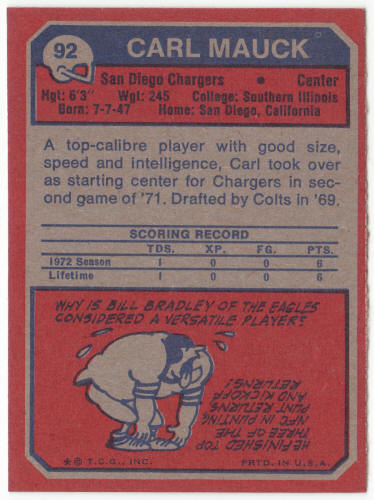 92
CARL MAUCK
San Diego Chargers • Center
Hgt: 6'3" Wgt: 245 College: Southern Illinois
Born: 7-7-47 Home: San Diego, California
A top-calibre player with good size,
speed and intelligence, Carl took over
as starting center for Chargers in sec-
ond game of '71. Drafted by Colts in '69.
SCORING RECORD
TDS. XP. FG. PTS.
1972 Season 1 0 0 6
Lifetime 1 0 0 6
WHY IS BILL BRADLEY OF THE EAGLES
CONSIDERED A VERSATILE PLAYER?
HE FINISHED TOP
THREE OF THE
NFC IN PUNTING
PUNT RETURNS
AND KICKOFF
RETURNS!
★ © T.C.G., INC. PRTD. IN U.S.A.